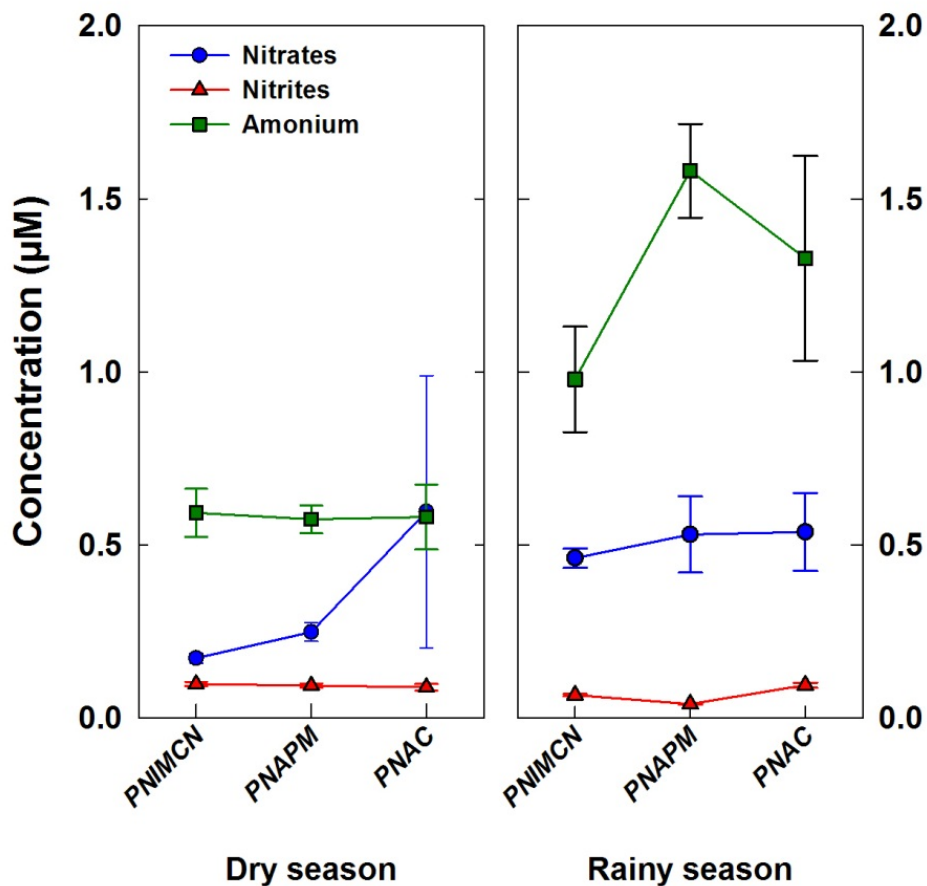 2.0
1.5
1.0
0.5
0.0
Concentration (µM)
Nitrates
Nitrites
Amonium
PNIMCN
PNAPM
PNAC
Dry season
2.0
1.5
1.0
0.5
0.0
PNIMCN
PNAPM
PNAC
Rainy season